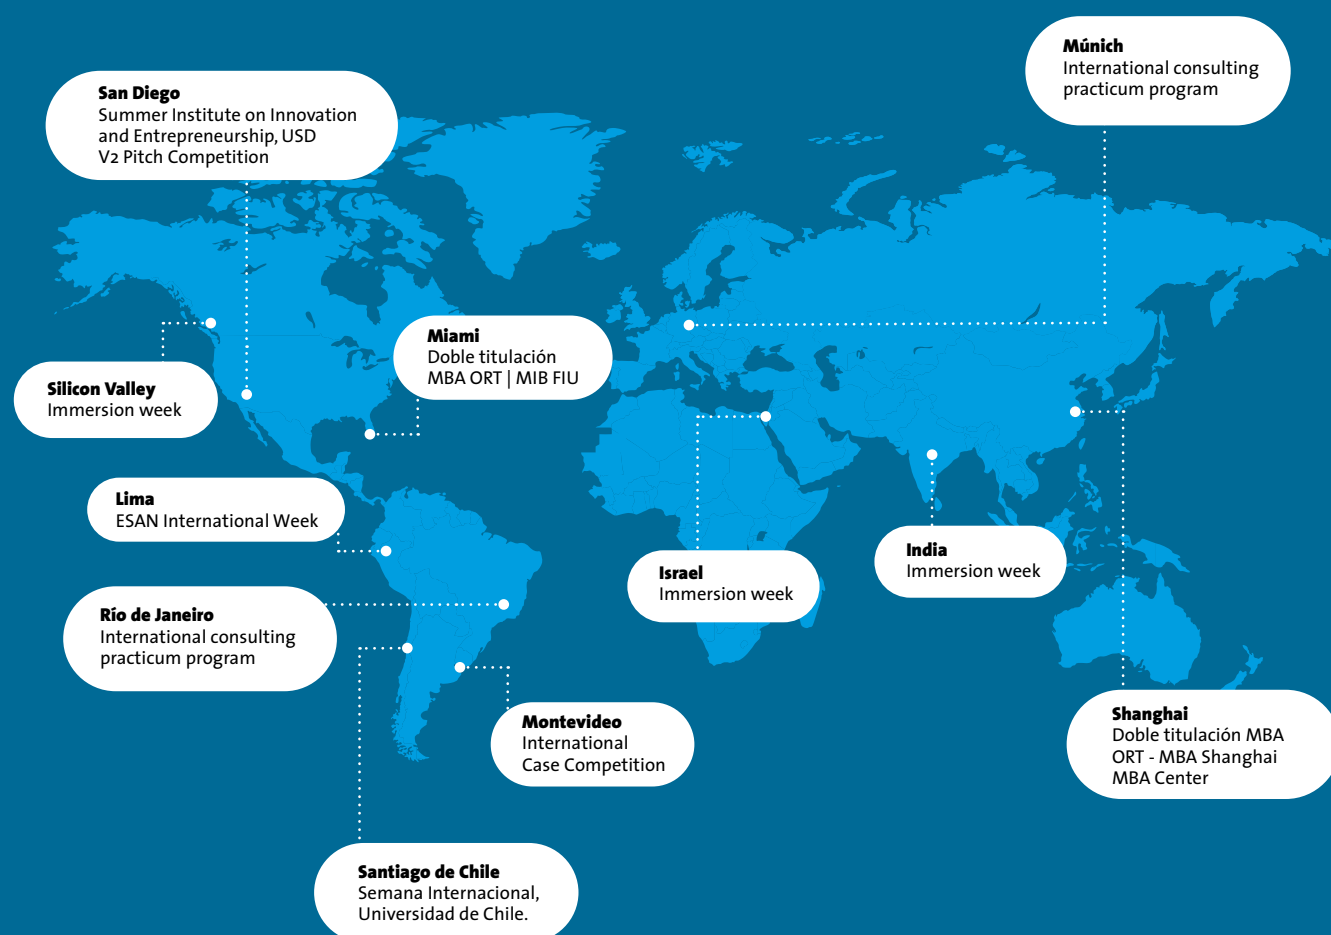 Múnich
International consulting
practicum program
San Diego
Summer Institute on Innovation
and Entrepreneurship, USD
V2 Pitch Competition
Miami
Doble titulación
MBA ORT | MIB FIU
Silicon Valley
Immersion week
Lima
ESAN International Week
India
Immersion week
Israel
Immersion week
Río de Janeiro
International consulting
practicum program
Montevideo
International
Case Competition
Shanghai
Doble titulación MBA
ORT - MBA Shanghai
MBA Center
Santiago de Chile
Semana Internacional,
Universidad de Chile.